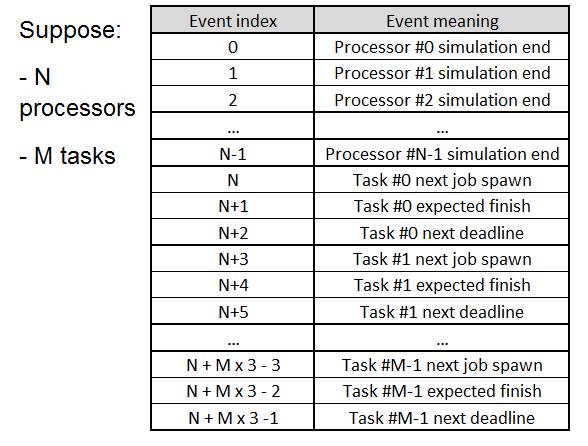 Suppose:
- N
processors
- M tasks
Event index Event meaning
0 Processor #0 simulation end
1 Processor #1 simulation end
2 Processor #2 simulation end
... ...
N-1 Processor #N-1 simulation end
N Task #0 next job spawn
N+1 Task #0 expected finish
N+2 Task #0 next deadline
N+3 Task #1 next job spawn
N+4 Task #1 expected finish
N+5 Task #1 next deadline
... ...
N + M x 3 - 3 Task #M-1 next job spawn
N + M x 3 - 2 Task #M-1 expected finish
N + M x 3 -1 Task #M-1 next deadline